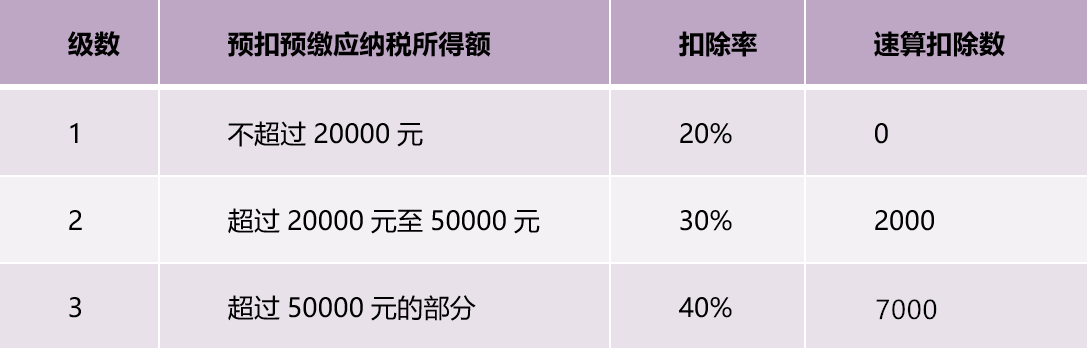 级数 预扣预缴应纳税所得额 扣除率 速算扣除数
1 不超过 20000 元 20% 0
2 超过 20000 元至 50000 元 30% 2000
3 超过 50000 元的部分 40% 7000